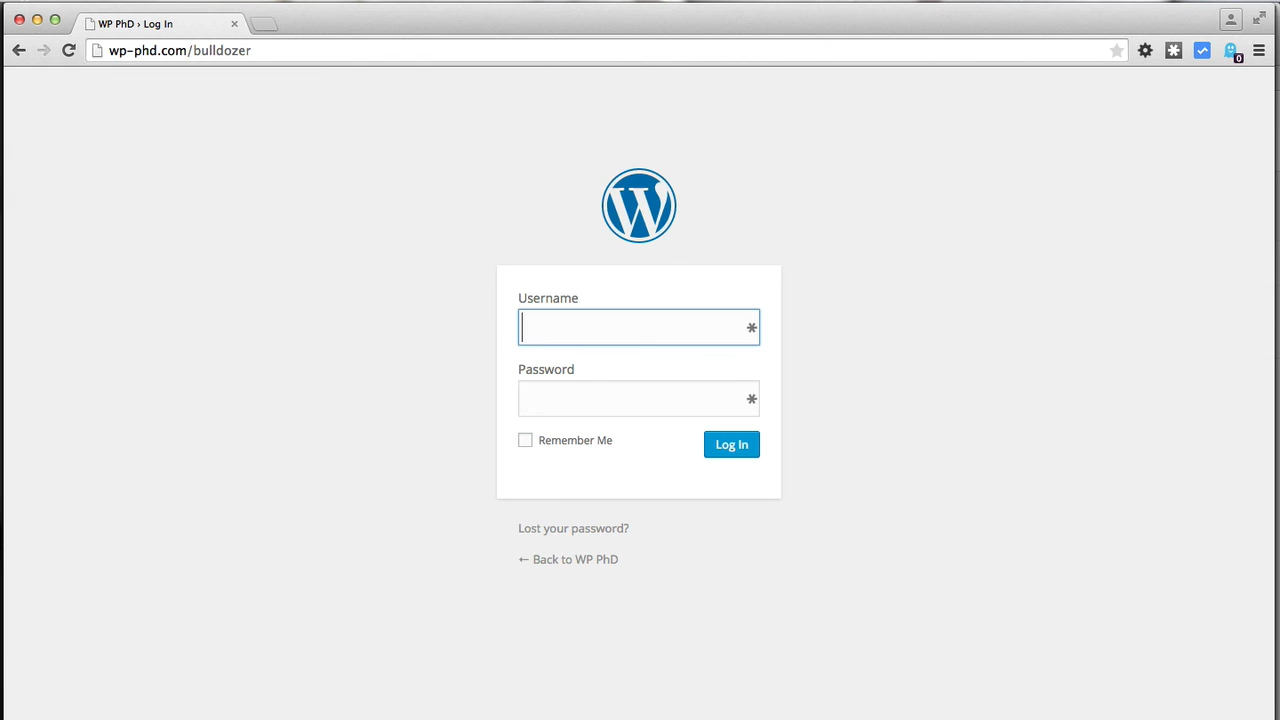 WP PhD › Log In
wp-phd.com/bulldozer
0
Username
Password
Remember Me
Log In
Lost your password?
← Back to WP PhD